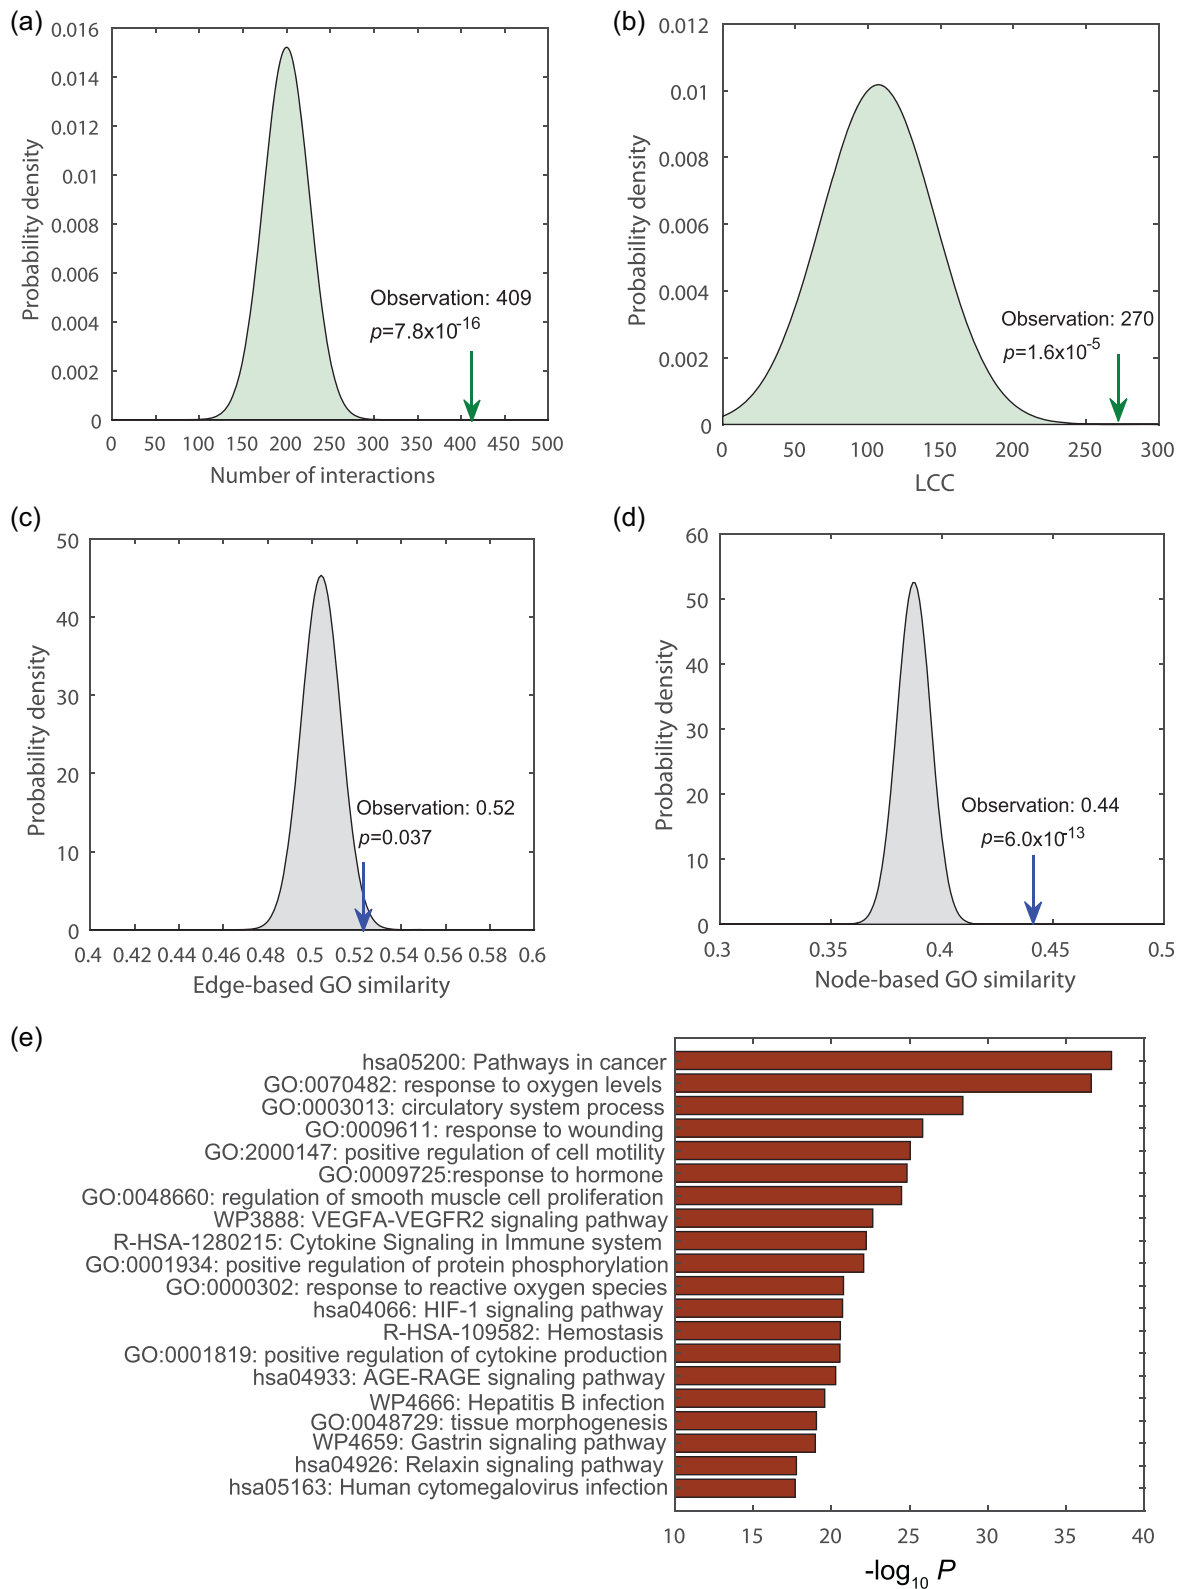 (a)
0.016
0.014
0.012
0.01
0.008
0.006
0.004
0.002
0
Probability density
Observation: 409
p=7.8x10-16
0 50 100 150 200 250 300 350 400 450 500
Number of interactions
(b)
0.012
0.01
0.008
0.006
0.004
0.002
0
Probability density
Observation: 270
p=1.6x10-5
0 50 100 150 200 250 300
LCC
(c)
50
40
30
20
10
0
Probability density
Observation: 0.52
p=0.037
0.4 0.42 0.44 0.46 0.48 0.5 0.52 0.54 0.56 0.58 0.6
Edge-based GO similarity
(d)
60
50
40
30
20
10
0
Probability density
Observation: 0.44
p=6.0x10-13
0.3 0.35 0.4 0.45 0.5
Node-based GO similarity
(e)
hsa05200: Pathways in cancer
GO:0070482: response to oxygen levels
GO:0003013: circulatory system process
GO:0009611: response to wounding
GO:2000147: positive regulation of cell motility
GO:0009725:response to hormone
GO:0048660: regulation of smooth muscle cell proliferation
WP3888: VEGFA-VEGFR2 signaling pathway
R-HSA-1280215: Cytokine Signaling in Immune system
GO:0001934: positive regulation of protein phosphorylation
GO:0000302: response to reactive oxygen species
hsa04066: HIF-1 signaling pathway
R-HSA-109582: Hemostasis
GO:0001819: positive regulation of cytokine production
hsa04933: AGE-RAGE signaling pathway
WP4666: Hepatitis B infection
GO:0048729: tissue morphogenesis
WP4659: Gastrin signaling pathway
hsa04926: Relaxin signaling pathway
hsa05163: Human cytomegalovirus infection
10 15 20 25 30 35 40
-log10 P